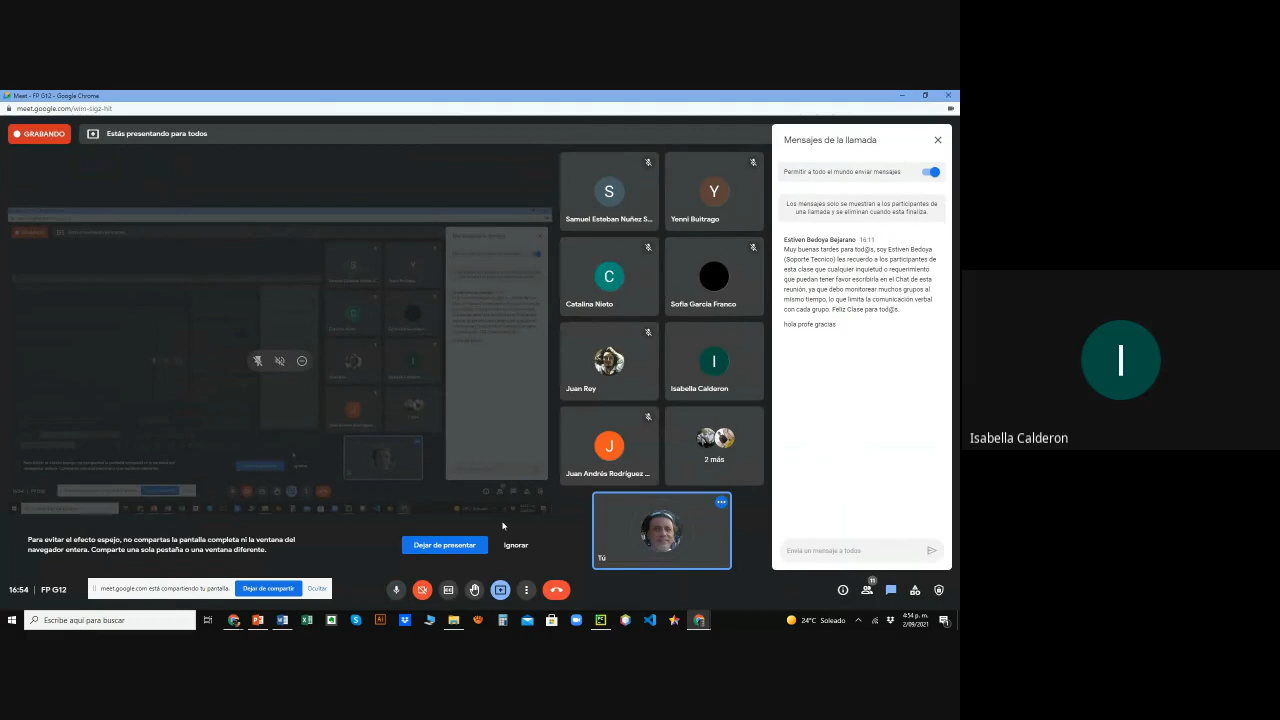 Meet - FP G12 - Google Chrome
meet.google.com/wim-sigz-hit
GRABANDO
Estás presentando para todos
S
Samuel Esteban Nuñez S...
Y
Yenni Buitrago
C
Catalina Nieto
Sofia Garcia Franco
Juan Rey
I
Isabella Calderon
J
Juan Andrés Rodríguez ...
2 más
Tú
Mensajes de la llamada
Permitir a todo el mundo enviar mensajes
Los mensajes solo se muestran a los participantes de
una llamada y se eliminan cuando esta finaliza.
Estiven Bedoya Bejarano 16:11
Muy buenas tardes para tod@s, soy Estiven Bedoya
(Soporte Tecnico) les recuerdo a los participantes de
esta clase que cualquier inquietud o requerimiento
que puedan tener favor escribirla en el Chat de esta
reunión, ya que debo monitorear muchos grupos al
mismo tiempo, lo que limita la comunicación verbal
con cada grupo. Feliz Clase para tod@s.
hola profe gracias
Envía un mensaje a todos
Para evitar el efecto espejo, no compartas la pantalla completa ni la ventana del
navegador entera. Comparte una sola pestaña o una ventana diferente.
Dejar de presentar
Ignorar
16:54 FP G12
meet.google.com está compartiendo tu pantalla.
Dejar de compartir
Ocultar
11
Escribe aquí para buscar
24°C Soleado
4:54 p. m.
2/09/2021
I
Isabella Calderon